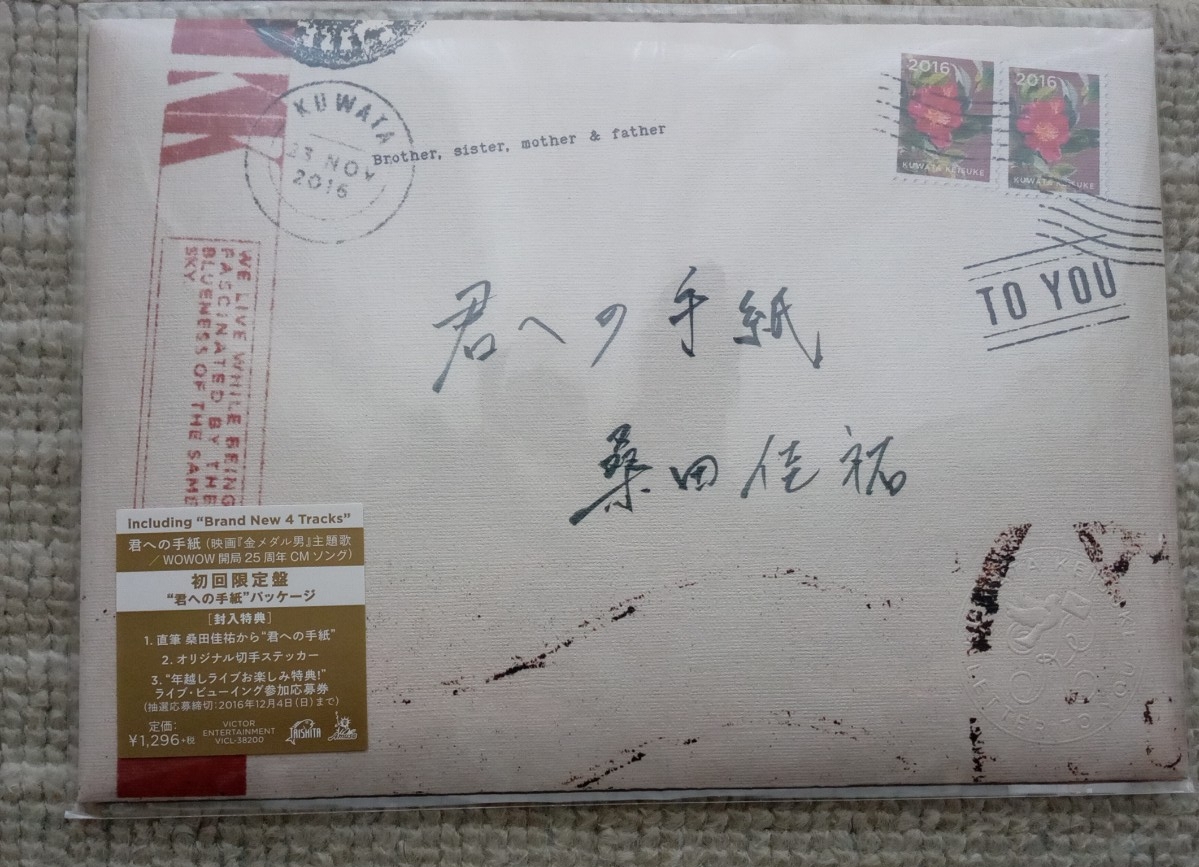 KUWATA
23 NOV
2016
Brother, sister, mother & father
2016
KUWATA KEISUKE
2016
KUWATA KEISUKE
TO YOU
君への手紙
桑田佳祐
WE LIVE WHILE BEING
FASCINATED BY THE
BLUENESS OF THE SAME
SKY
Including "Brand New 4 Tracks"
君への手紙(映画『金メダル男』主題歌
/WOWOW開局25周年CMソング)
初回限定盤
"君への手紙"パッケージ
[封入特典]
1. 直筆 桑田佳祐から"君への手紙"
2. オリジナル切手ステッカー
3. "年越しライブお楽しみ特典!"
ライブ・ビューイング参加応募券
(抽選応募締切:2016年12月4日(日)まで)
定価:
¥1,296+税
VICTOR
ENTERTAINMENT
VICL-38200
TAISHITA